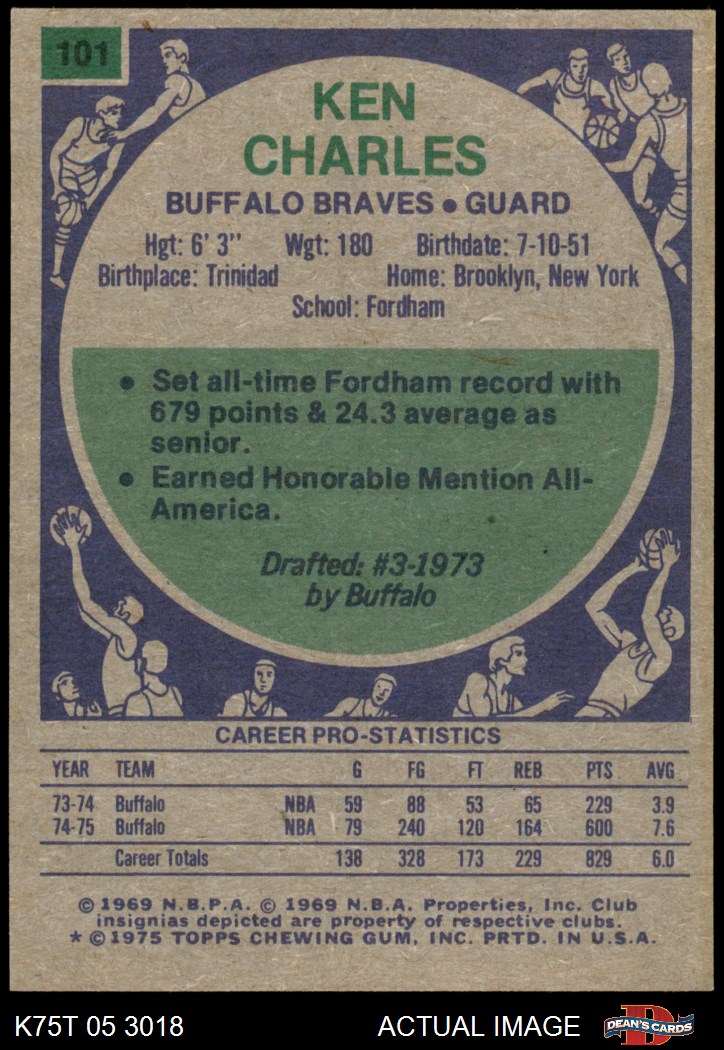 101
KEN
CHARLES
BUFFALO BRAVES • GUARD
Hgt: 6' 3" Wgt: 180 Birthdate: 7-10-51
Birthplace: Trinidad Home: Brooklyn, New York
School: Fordham
• Set all-time Fordham record with
679 points & 24.3 average as
senior.
• Earned Honorable Mention All-
America.
Drafted: #3-1973
by Buffalo
CAREER PRO-STATISTICS
YEAR TEAM G FG FT REB PTS AVG
73-74 Buffalo NBA 59 88 53 65 229 3.9
74-75 Buffalo NBA 79 240 120 164 600 7.6
Career Totals 138 328 173 229 829 6.0
© 1969 N.B.P.A. © 1969 N.B.A. Properties, Inc. Club
insignias depicted are property of respective clubs.
* © 1975 TOPPS CHEWING GUM, INC. PRTD. IN U.S.A.
K75T 05 3018 ACTUAL IMAGE D DEAN'S CARDS